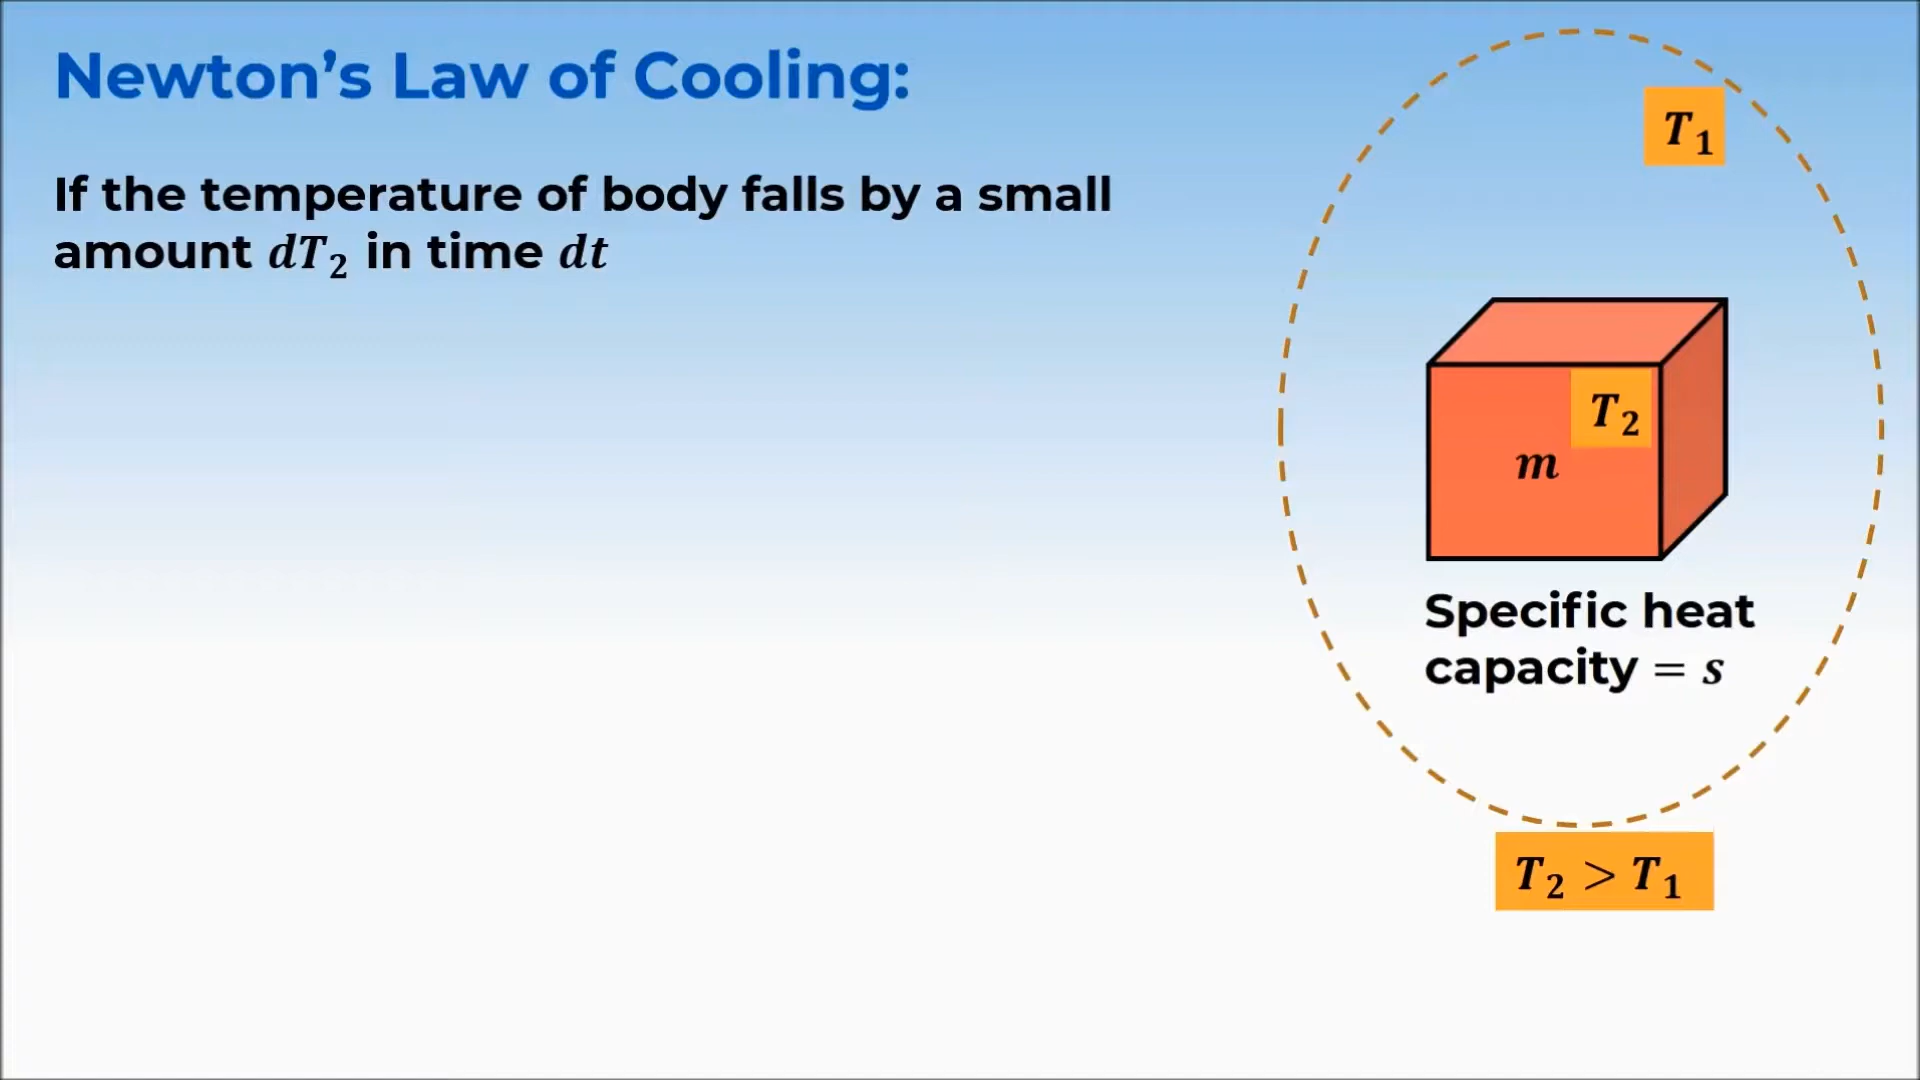 Newton's Law of Cooling:
If the temperature of body falls by a small
amount dT₂ in time dt
T₁
T₂
m
Specific heat
capacity = s
T₂ > T₁